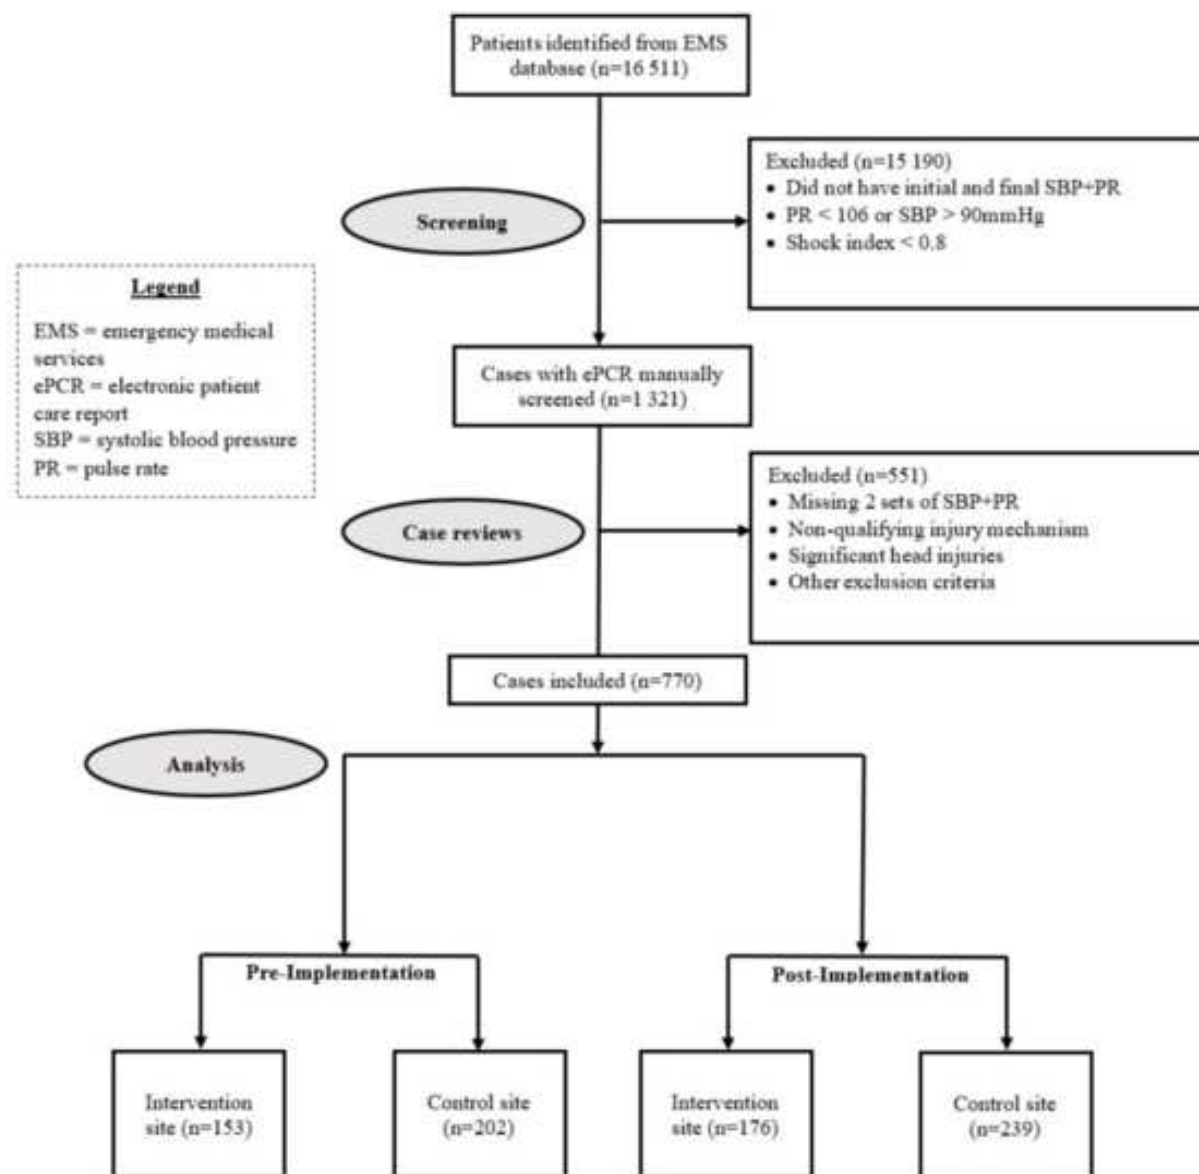 Patients identified from EMS
database (n=16 511)
Excluded (n=15 190)
• Did not have initial and final SBP+PR
• PR < 106 or SBP > 90mmHg
• Shock index < 0.8
Screening
Legend
EMS = emergency medical
services
ePCR = electronic patient
care report
SBP = systolic blood pressure
PR = pulse rate
Cases with ePCR manually
screened (n=1 321)
Excluded (n=551)
• Missing 2 sets of SBP+PR
• Non-qualifying injury mechanism
• Significant head injuries
• Other exclusion criteria
Case reviews
Cases included (n=770)
Analysis
Pre-Implementation
Post-Implementation
Intervention
site (n=153)
Control site
(n=202)
Intervention
site (n=176)
Control site
(n=239)